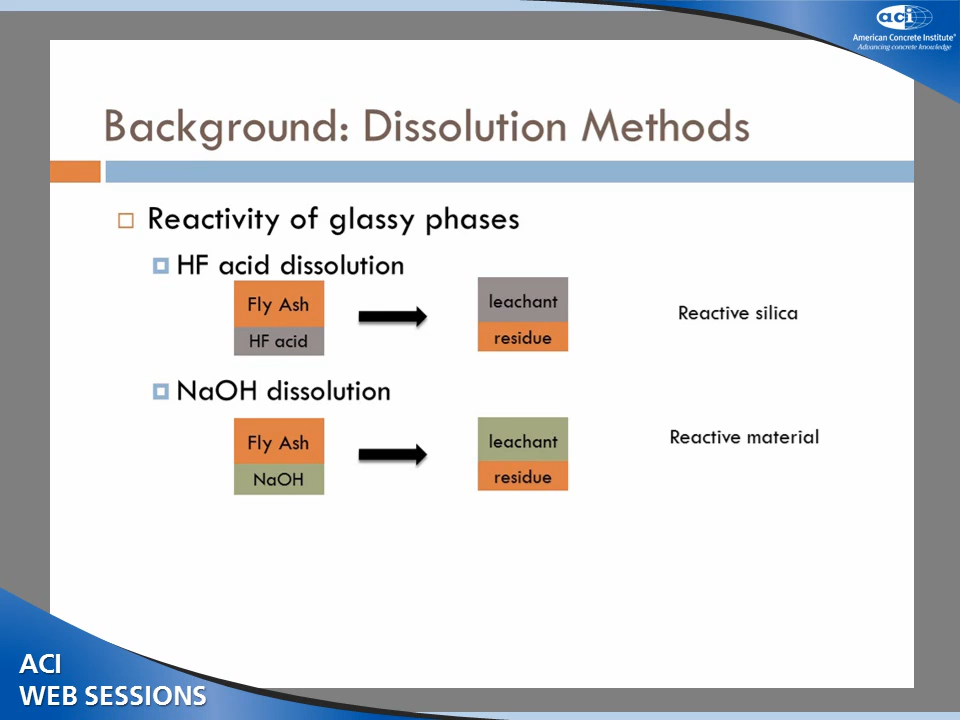 aci
American Concrete Institute®
Advancing concrete knowledge
Background: Dissolution Methods
Reactivity of glassy phases
HF acid dissolution
Fly Ash
HF acid
leachant
residue
Reactive silica
NaOH dissolution
Fly Ash
NaOH
leachant
residue
Reactive material
ACI
WEB SESSIONS